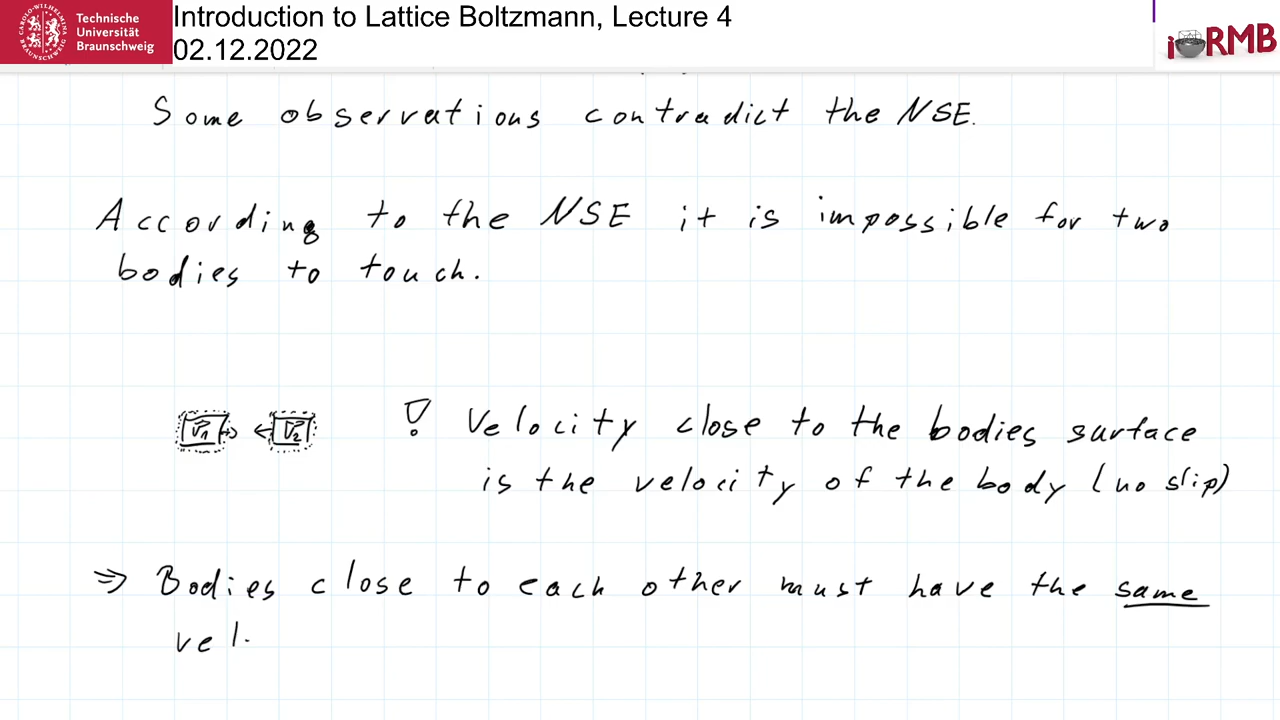 Technische
Universität
Braunschweig
Introduction to Lattice Boltzmann, Lecture 4
02.12.2022
iRMB
Some observations contradict the NSE.
According to the NSE it is impossible for two
bodies to touch.
v1 v2 ! Velocity close to the bodies surface
is the velocity of the body (no slip)
⇒ Bodies close to each other must have the same
vel.